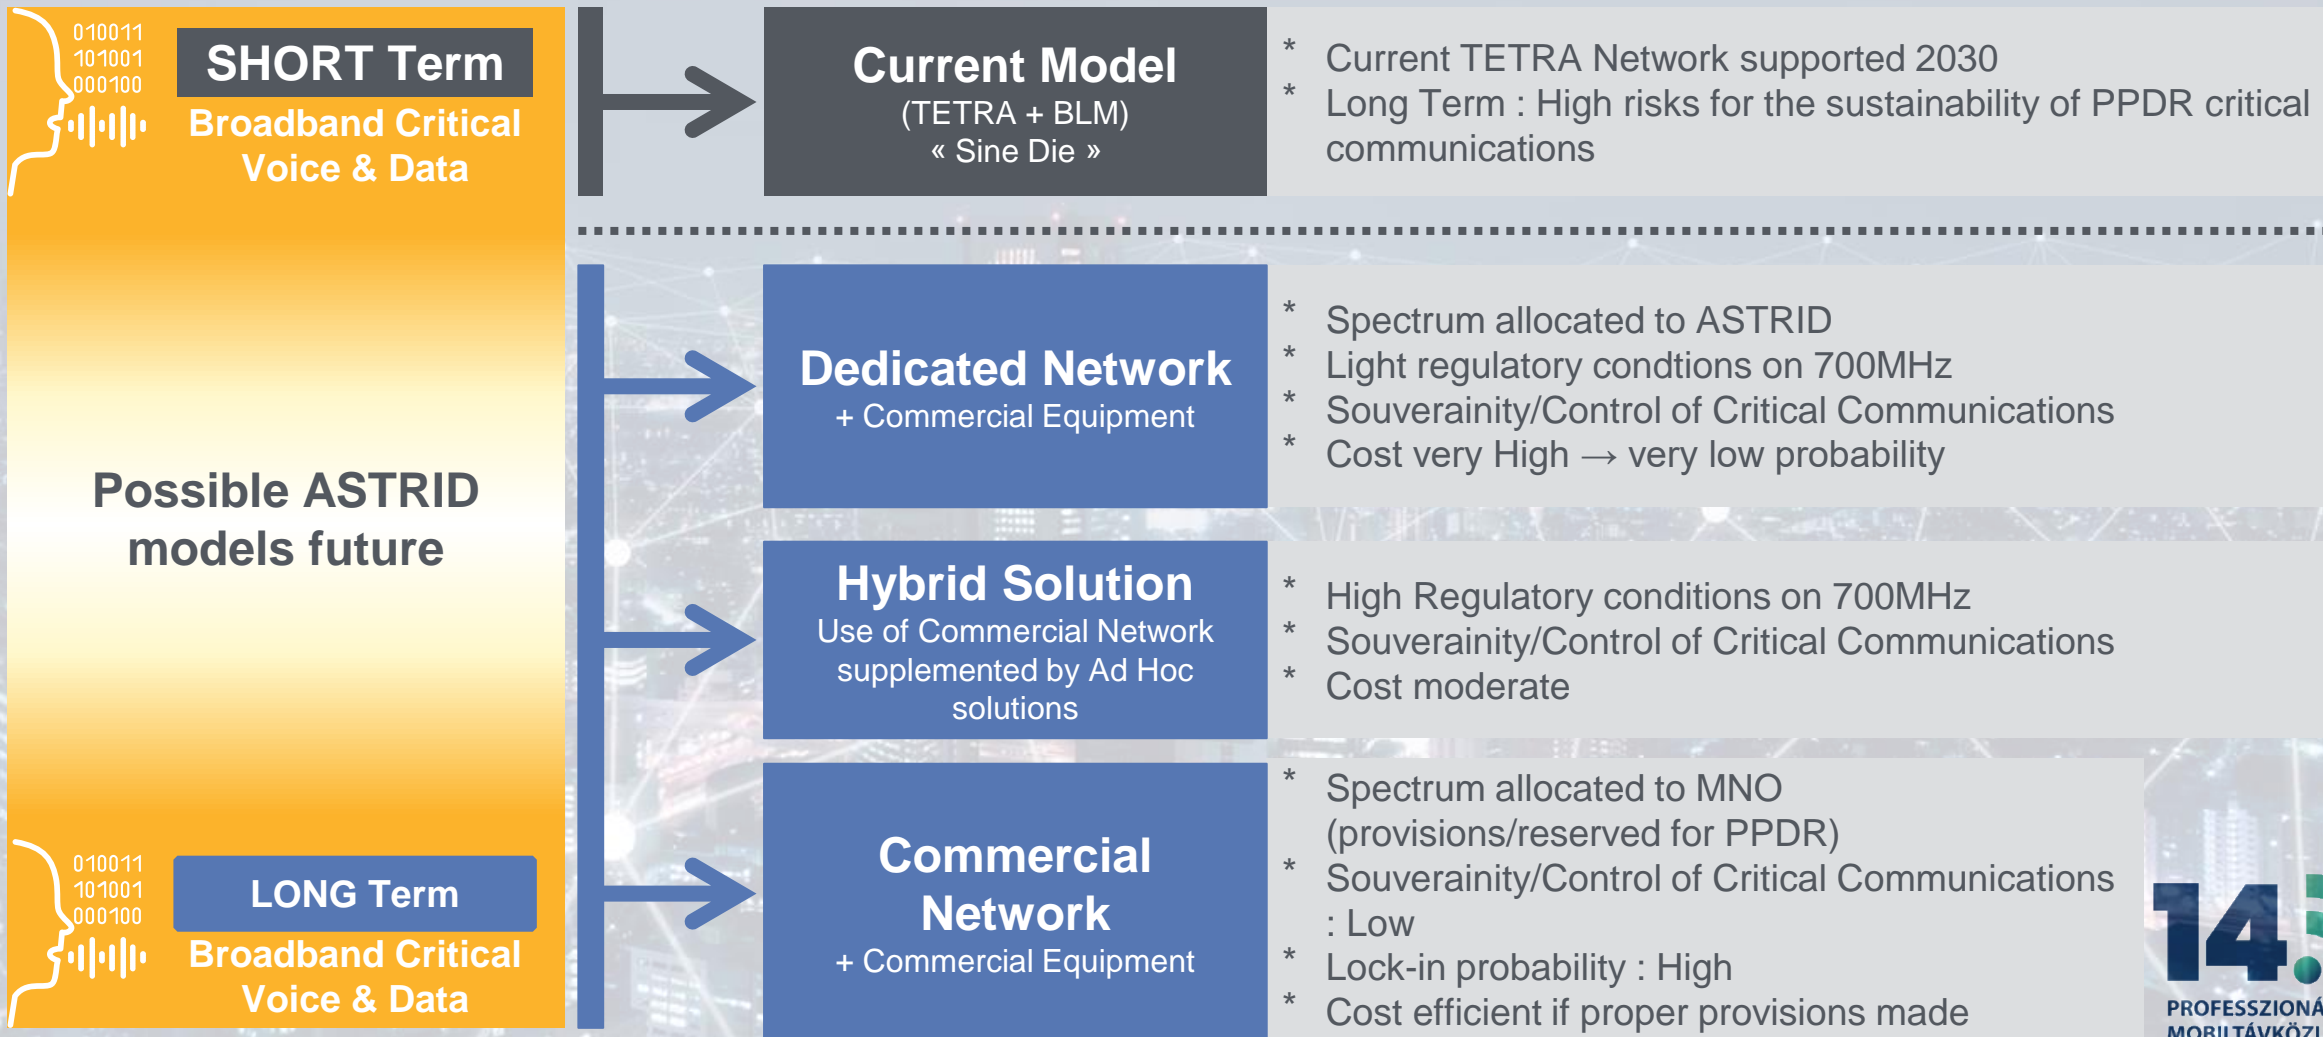 010011
101001
000100
SHORT Term
Broadband Critical
Voice & Data
Possible ASTRID
models future
010011
101001
000100
LONG Term
Broadband Critical
Voice & Data
Current Model
(TETRA + BLM)
« Sine Die »
* Current TETRA Network supported 2030
* Long Term : High risks for the sustainability of PPDR critical
communications
Dedicated Network
+ Commercial Equipment
* Spectrum allocated to ASTRID
* Light regulatory condtions on 700MHz
* Souverainity/Control of Critical Communications
* Cost very High → very low probability
Hybrid Solution
Use of Commercial Network
supplemented by Ad Hoc
solutions
* High Regulatory conditions on 700MHz
* Souverainity/Control of Critical Communications
* Cost moderate
Commercial
Network
+ Commercial Equipment
* Spectrum allocated to MNO
(provisions/reserved for PPDR)
* Souverainity/Control of Critical Communications
: Low
* Lock-in probability : High
* Cost efficient if proper provisions made
14.